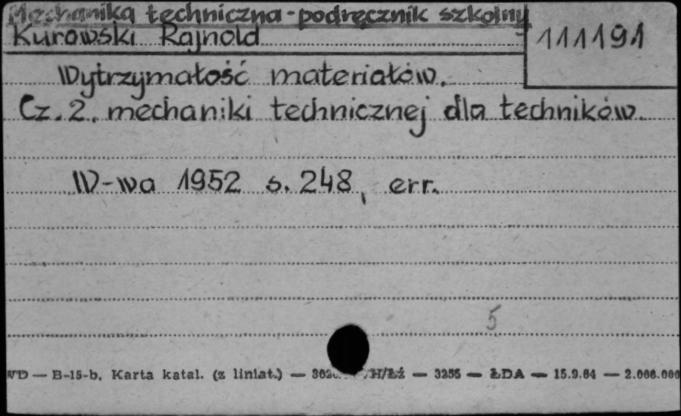 Mechanika techniczna - podręcznik szkolny
Kurowski Rajnold
111191
Wytrzymałość materiałów.
Cz. 2. mechaniki technicznej dla techników.
W-wa 1952 s. 248, err.
5
WD — B-15-b. Karta katal. (z liniat.) — /H/Łź — 3255 — ŁDA — 15.9.64 — 2.000.000